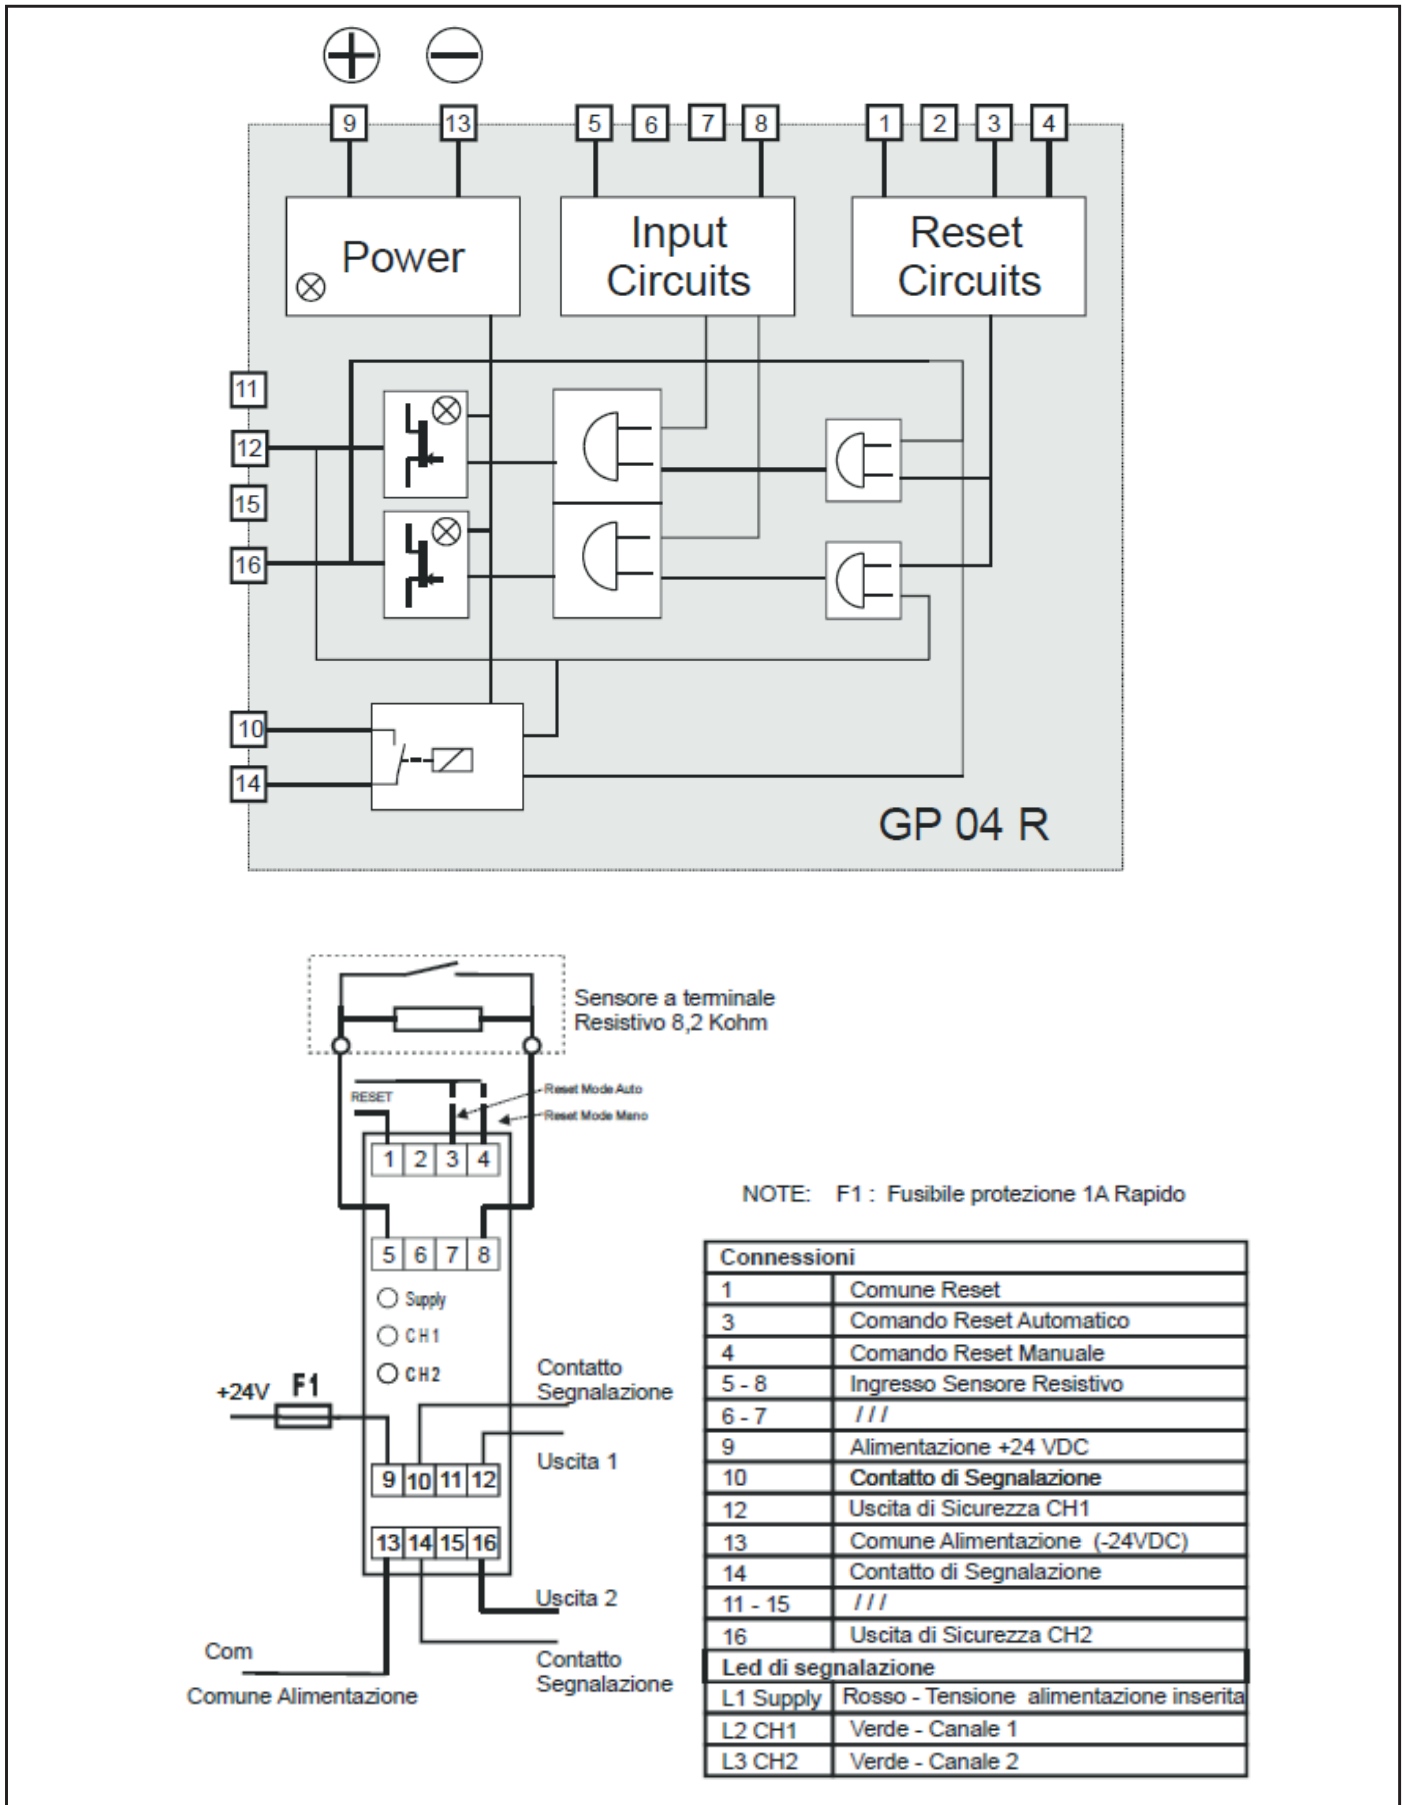 9 13 5 6 7 8 1 2 3 4
Power
Input
Circuits
Reset
Circuits
11
12
15
16
10
14
GP 04 R
Sensore a terminale
Resistivo 8,2 Kohm
RESET
Reset Mode Auto
Reset Mode Mano
1 2 3 4
5 6 7 8
Supply
CH1
CH2
+24V F1
Contatto
Segnalazione
Uscita 1
9 10 11 12
13 14 15 16
Uscita 2
Com
Comune Alimentazione
Contatto
Segnalazione
NOTE: F1 : Fusibile protezione 1A Rapido
Connessioni
1 Comune Reset
3 Comando Reset Automatico
4 Comando Reset Manuale
5 - 8 Ingresso Sensore Resistivo
6 - 7 / / /
9 Alimentazione +24 VDC
10 Contatto di Segnalazione
12 Uscita di Sicurezza CH1
13 Comune Alimentazione (-24VDC)
14 Contatto di Segnalazione
11 - 15 / / /
16 Uscita di Sicurezza CH2
Led di segnalazione
L1 Supply Rosso - Tensione alimentazione inserita
L2 CH1 Verde - Canale 1
L3 CH2 Verde - Canale 2